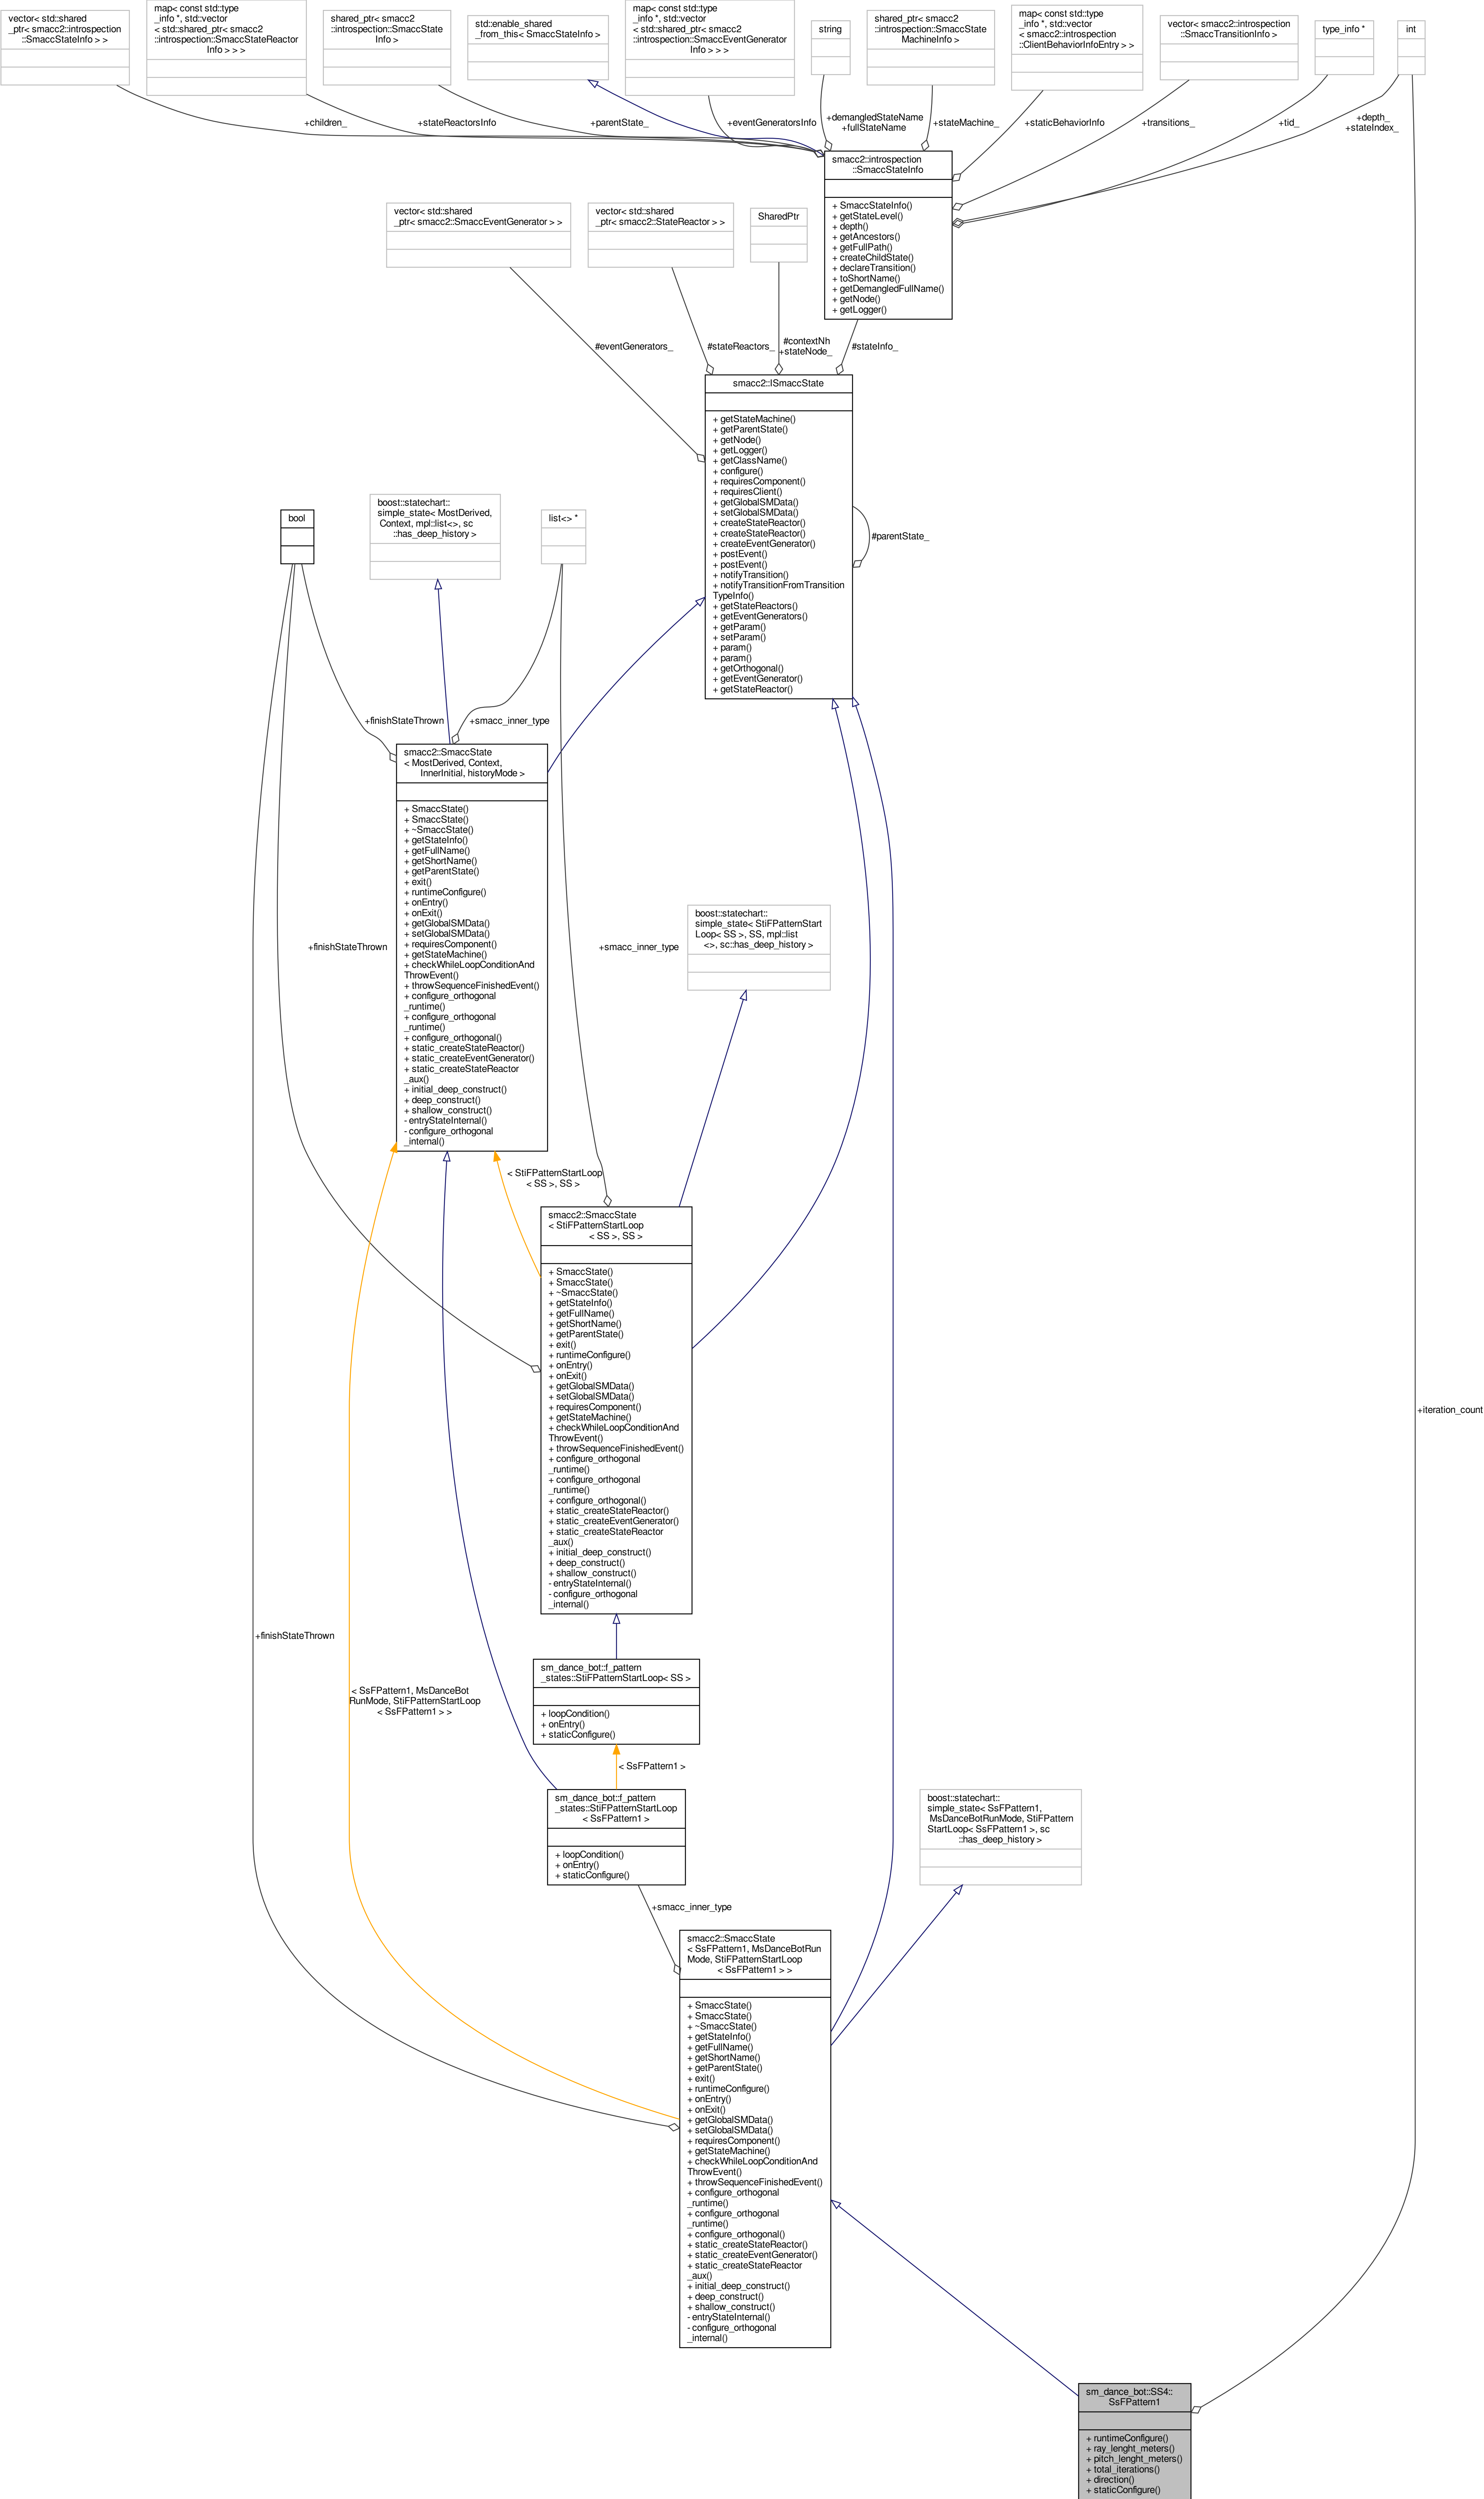 vector< std::shared
_ptr< smacc2::introspection
::SmaccStateInfo > >
map< const std::type
_info *, std::vector
< std::shared_ptr< smacc2
::introspection::SmaccStateReactor
Info > > >
shared_ptr< smacc2
::introspection::SmaccState
Info >
std::enable_shared
_from_this< SmaccStateInfo >
map< const std::type
_info *, std::vector
< std::shared_ptr< smacc2
::introspection::SmaccEventGenerator
Info > > >
string
shared_ptr< smacc2
::introspection::SmaccState
MachineInfo >
map< const std::type
_info *, std::vector
< smacc2::introspection
::ClientBehaviorInfoEntry > >
vector< smacc2::introspection
::SmaccTransitionInfo >
type_info *
int
+children_
+stateReactorsInfo
+parentState_
+eventGeneratorsInfo
+demangledStateName
+fullStateName
+stateMachine_
+staticBehaviorInfo
+transitions_
+tid_
+depth_
+stateIndex_
smacc2::introspection
::SmaccStateInfo
+ SmaccStateInfo()
+ getStateLevel()
+ depth()
+ getAncestors()
+ getFullPath()
+ createChildState()
+ declareTransition()
+ toShortName()
+ getDemangledFullName()
+ getNode()
+ getLogger()
vector< std::shared
_ptr< smacc2::SmaccEventGenerator > >
vector< std::shared
_ptr< smacc2::StateReactor > >
SharedPtr
#eventGenerators_
#stateReactors_
#contextNh
+stateNode_
#stateInfo_
smacc2::ISmaccState
+ getStateMachine()
+ getParentState()
+ getNode()
+ getLogger()
+ getClassName()
+ configure()
+ requiresComponent()
+ requiresClient()
+ getGlobalSMData()
+ setGlobalSMData()
+ createStateReactor()
+ createStateReactor()
+ createEventGenerator()
+ postEvent()
+ postEvent()
+ notifyTransition()
+ notifyTransitionFromTransition
TypeInfo()
+ getStateReactors()
+ getEventGenerators()
+ getParam()
+ setParam()
+ param()
+ param()
+ getOrthogonal()
+ getEventGenerator()
+ getStateReactor()
#parentState_
bool
boost::statechart::
simple_state< MostDerived,
Context, mpl::list<>, sc
::has_deep_history >
list<> *
+finishStateThrown
+smacc_inner_type
smacc2::SmaccState
< MostDerived, Context,
InnerInitial, historyMode >
+ SmaccState()
+ SmaccState()
+ ~SmaccState()
+ getStateInfo()
+ getFullName()
+ getShortName()
+ getParentState()
+ exit()
+ runtimeConfigure()
+ onEntry()
+ onExit()
+ getGlobalSMData()
+ setGlobalSMData()
+ requiresComponent()
+ getStateMachine()
+ checkWhileLoopConditionAnd
ThrowEvent()
+ throwSequenceFinishedEvent()
+ configure_orthogonal
_runtime()
+ configure_orthogonal
_runtime()
+ configure_orthogonal()
+ static_createStateReactor()
+ static_createEventGenerator()
+ static_createStateReactor
_aux()
+ initial_deep_construct()
+ deep_construct()
+ shallow_construct()
- entryStateInternal()
- configure_orthogonal
_internal()
+finishStateThrown
+smacc_inner_type
boost::statechart::
simple_state< StiFPatternStart
Loop< SS >, SS, mpl::list
<>, sc::has_deep_history >
< StiFPatternStartLoop
< SS >, SS >
smacc2::SmaccState
< StiFPatternStartLoop
< SS >, SS >
+ SmaccState()
+ SmaccState()
+ ~SmaccState()
+ getStateInfo()
+ getFullName()
+ getShortName()
+ getParentState()
+ exit()
+ runtimeConfigure()
+ onEntry()
+ onExit()
+ getGlobalSMData()
+ setGlobalSMData()
+ requiresComponent()
+ getStateMachine()
+ checkWhileLoopConditionAnd
ThrowEvent()
+ throwSequenceFinishedEvent()
+ configure_orthogonal
_runtime()
+ configure_orthogonal
_runtime()
+ configure_orthogonal()
+ static_createStateReactor()
+ static_createEventGenerator()
+ static_createStateReactor
_aux()
+ initial_deep_construct()
+ deep_construct()
+ shallow_construct()
- entryStateInternal()
- configure_orthogonal
_internal()
+iteration_count
+finishStateThrown
sm_dance_bot::f_pattern
_states::StiFPatternStartLoop< SS >
+ loopCondition()
+ onEntry()
+ staticConfigure()
< SsFPattern1, MsDanceBot
RunMode, StiFPatternStartLoop
< SsFPattern1 > >
< SsFPattern1 >
sm_dance_bot::f_pattern
_states::StiFPatternStartLoop
< SsFPattern1 >
+ loopCondition()
+ onEntry()
+ staticConfigure()
boost::statechart::
simple_state< SsFPattern1,
MsDanceBotRunMode, StiFPattern
StartLoop< SsFPattern1 >, sc
::has_deep_history >
+smacc_inner_type
smacc2::SmaccState
< SsFPattern1, MsDanceBotRun
Mode, StiFPatternStartLoop
< SsFPattern1 > >
+ SmaccState()
+ SmaccState()
+ ~SmaccState()
+ getStateInfo()
+ getFullName()
+ getShortName()
+ getParentState()
+ exit()
+ runtimeConfigure()
+ onEntry()
+ onExit()
+ getGlobalSMData()
+ setGlobalSMData()
+ requiresComponent()
+ getStateMachine()
+ checkWhileLoopConditionAnd
ThrowEvent()
+ throwSequenceFinishedEvent()
+ configure_orthogonal
_runtime()
+ configure_orthogonal
_runtime()
+ configure_orthogonal()
+ static_createStateReactor()
+ static_createEventGenerator()
+ static_createStateReactor
_aux()
+ initial_deep_construct()
+ deep_construct()
+ shallow_construct()
- entryStateInternal()
- configure_orthogonal
_internal()
sm_dance_bot::SS4::
SsFPattern1
+ runtimeConfigure()
+ ray_lenght_meters()
+ pitch_lenght_meters()
+ total_iterations()
+ direction()
+ staticConfigure()